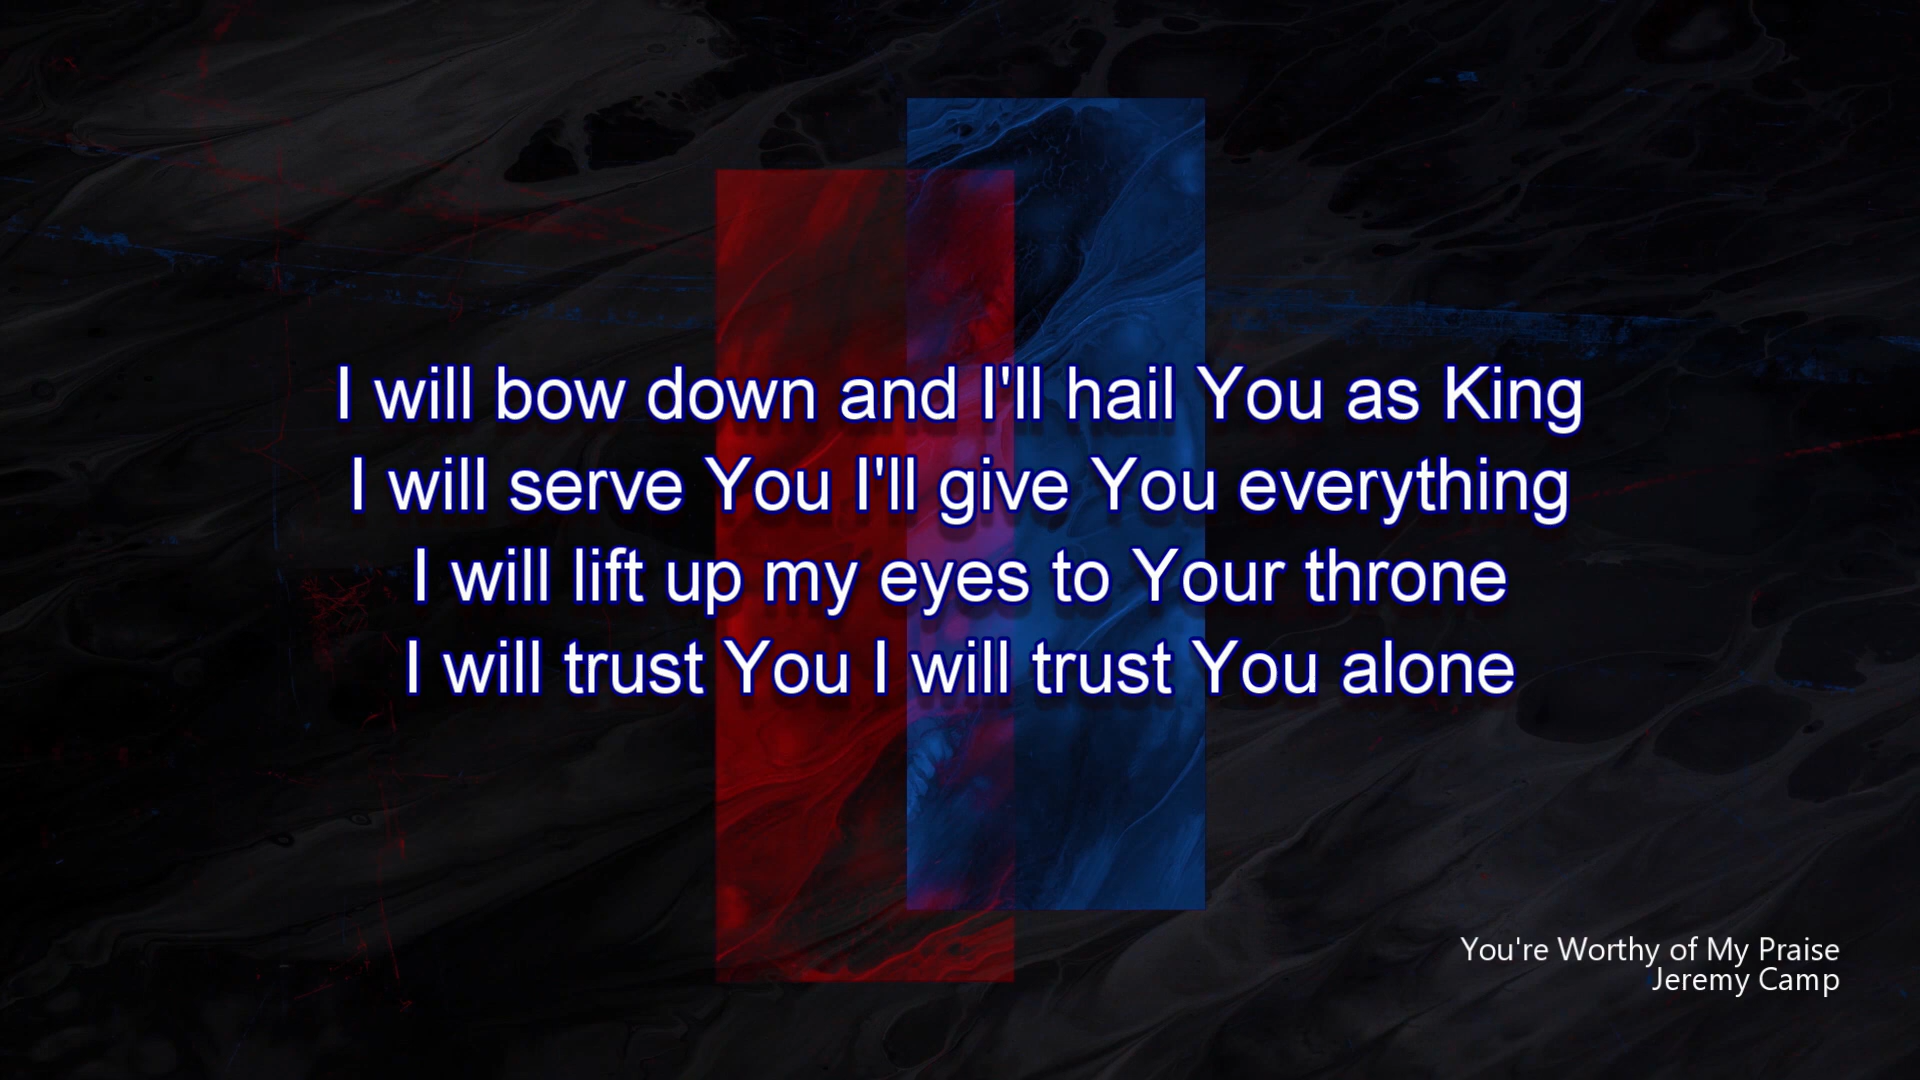 I will bow down and I'll hail You as King
I will serve You I'll give You everything
I will lift up my eyes to Your throne
I will trust You I will trust You alone
You're Worthy of My Praise
Jeremy Camp